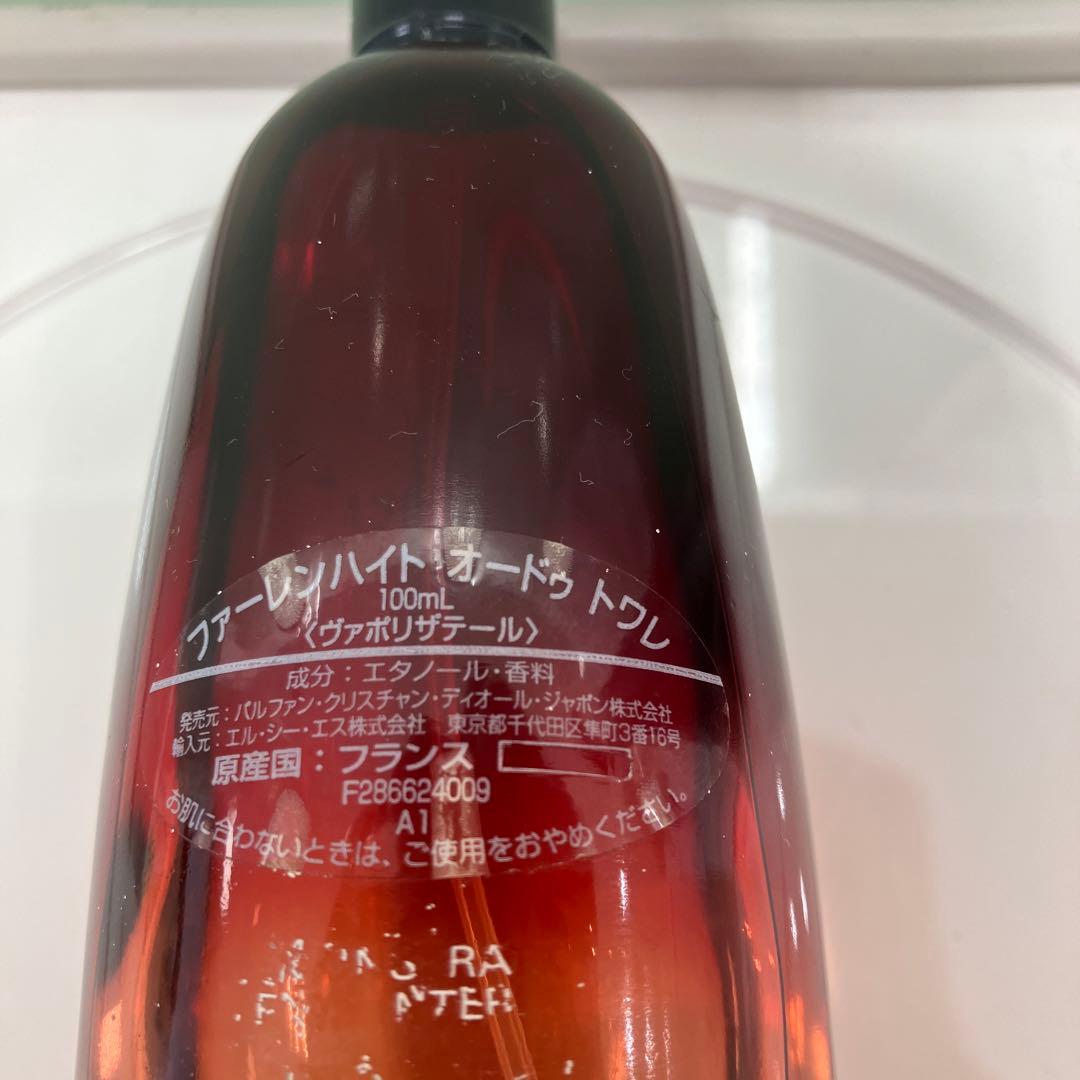 ファーレンハイト オードゥ トワレ
100mL
〈ヴァポリザテール〉
成分：エタノール・香料
発売元：パルファン・クリスチャン・ディオール・ジャポン株式会社
輸入元：エル・シー・エス株式会社 東京都千代田区隼町3番16号
原産国：フランス
F286624009
A1
お肌に合わないときは、ご使用をおやめください。
RA